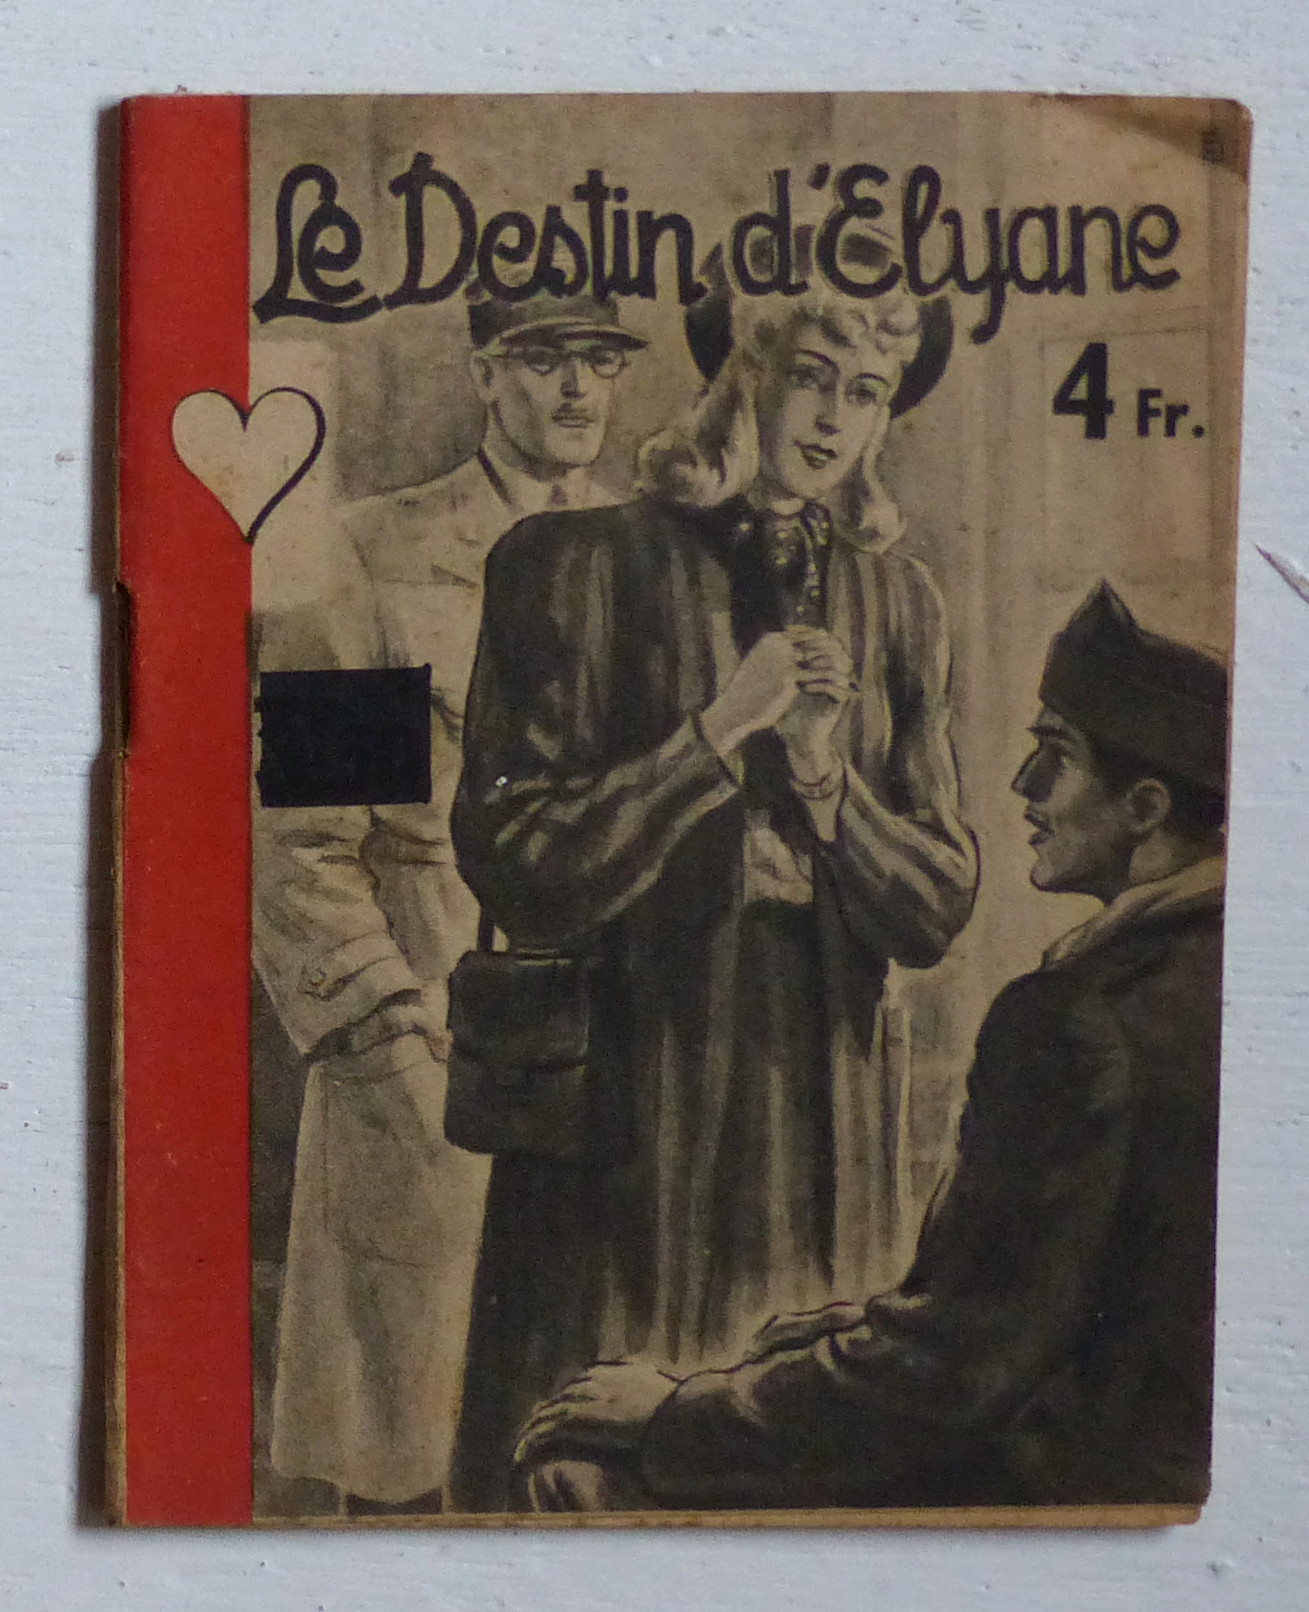 Le Destin d'Elyane
4 Fr.